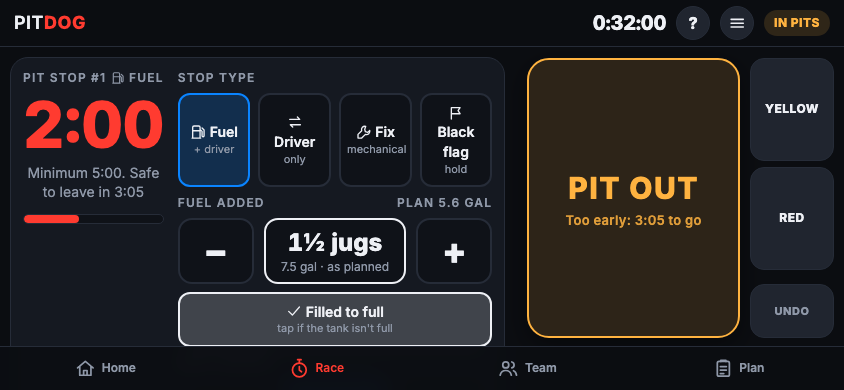 PITDOG
0:32:00
?
IN PITS
PIT STOP #1 FUEL
2:00
Minimum 5:00. Safe
to leave in 3:05
STOP TYPE
Fuel
+ driver
Driver
only
Fix
mechanical
Black
flag
hold
FUEL ADDED
PLAN 5.6 GAL
−
1½ jugs
7.5 gal · as planned
+
✓ Filled to full
tap if the tank isn't full
PIT OUT
Too early: 3:05 to go
YELLOW
RED
UNDO
Home
Race
Team
Plan